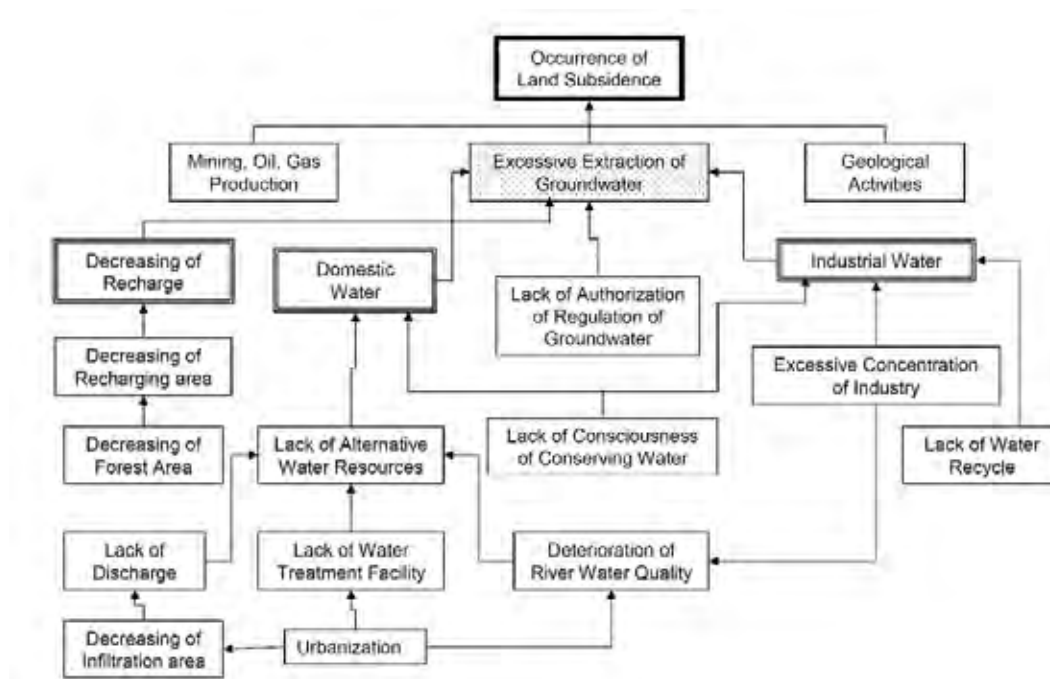 Occurrence of
Land Subsidence
Mining, Oil, Gas
Production
Excessive Extraction of
Groundwater
Geological
Activities
Decreasing of
Recharge
Domestic
Water
Lack of Authorization
of Regulation of
Groundwater
Industrial Water
Decreasing of
Recharging area
Excessive Concentration
of Industry
Decreasing of
Forest Area
Lack of Alternative
Water Resources
Lack of Consciousness
of Conserving Water
Lack of Water
Recycle
Lack of
Discharge
Lack of Water
Treatment Facility
Deterioration of
River Water Quality
Decreasing of
Infiltration area
Urbanization